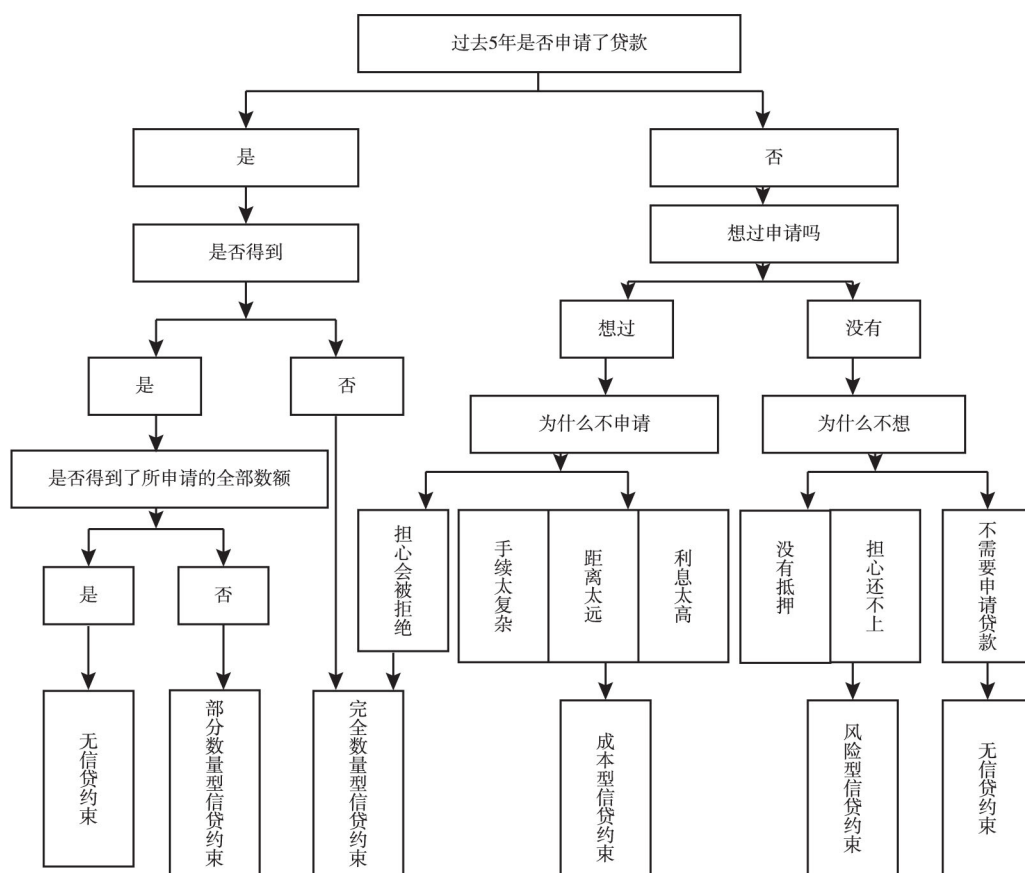 过去5年是否申请了贷款
是
否
是否得到
想过申请吗
想过
没有
是
否
为什么不申请
为什么不想
是否得到了所申请的全部数额
是
否
担心会被拒绝
手续太复杂
距离太远
利息太高
没有抵押
担心还不上
不需要申请贷款
无信贷约束
部分数量型信贷约束
完全数量型信贷约束
成本型信贷约束
风险型信贷约束
无信贷约束